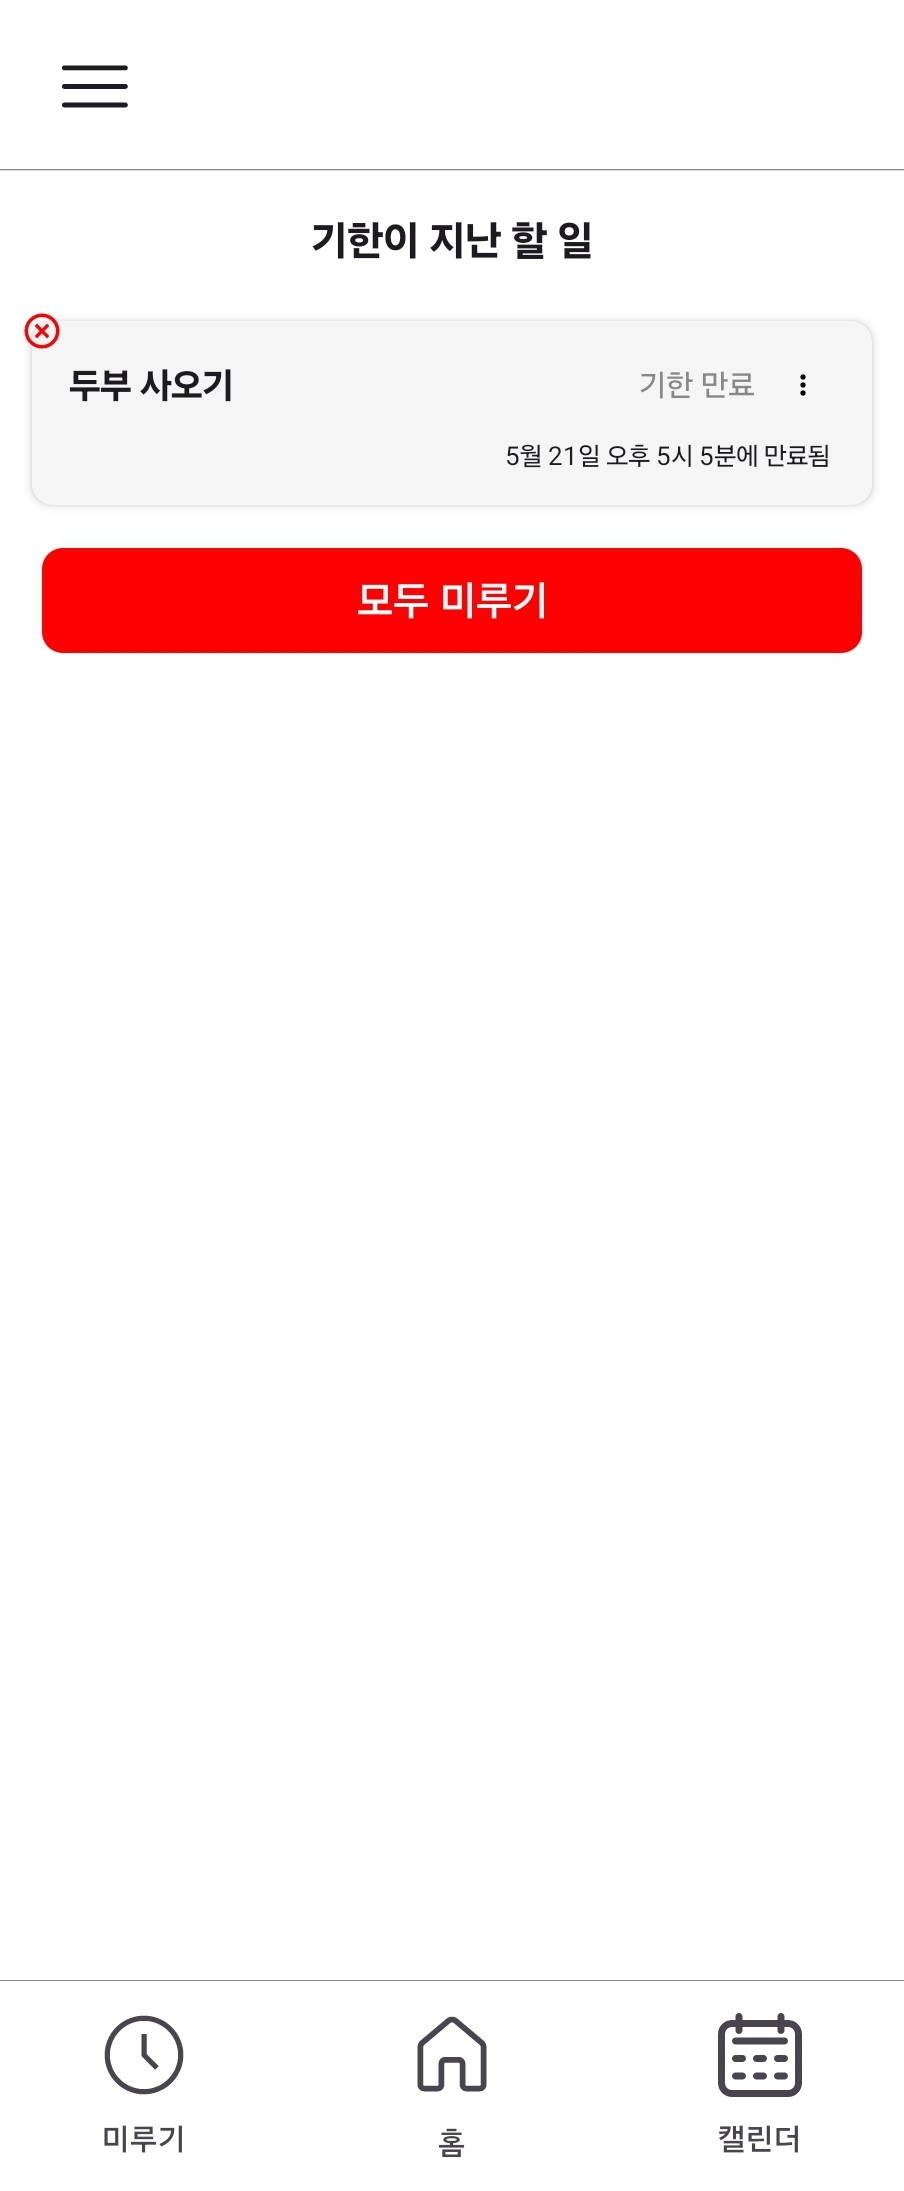 기한이 지난 할 일
두부 사오기
기한 만료
5월 21일 오후 5시 5분에 만료됨
모두 미루기
미루기
홈
캘린더